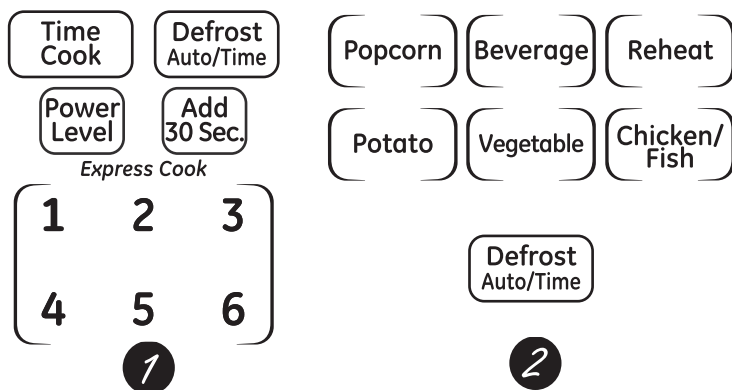 Time
Cook
Defrost
Auto/Time
Power
Level
Add
30 Sec.
Express Cook
1 2 3
4 5 6
1
Popcorn Beverage Reheat
Potato Vegetable Chicken/
Fish
Defrost
Auto/Time
2